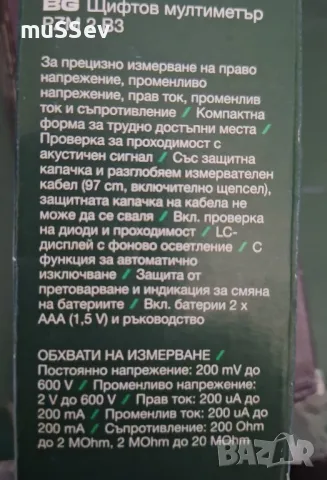 muSSev
BG Щифтов мултиметър
PZM 2 B3
За прецизно измерване на право
напрежение, променливо
напрежение, прав ток, променлив
ток и съпротивление / Компактна
форма за трудно достъпни места /
Проверка за проходимост с
акустичен сигнал / Със защитна
капачка и разглобяем измервателен
кабел (97 cm, включително щепсел),
защитната капачка на кабела не
може да се сваля / Вкл. проверка
на диоди и проходимост / LC-
дисплей с фоново осветление / С
функция за автоматично
изключване / Защита от
претоварване и индикация за смяна
на батериите / Вкл. батерии 2 x
AAA (1,5 V) и ръководство
ОБХВАТИ НА ИЗМЕРВАНЕ /
Постоянно напрежение: 200 mV до
600 V / Променливо напрежение:
2 V до 600 V / Прав ток: 200 uA до
200 mA / Променлив ток: 200 uA до
200 mA / Съпротивление: 200 Ohm
до 2 MOhm, 2 MOhm до 20 MOhm
bazar